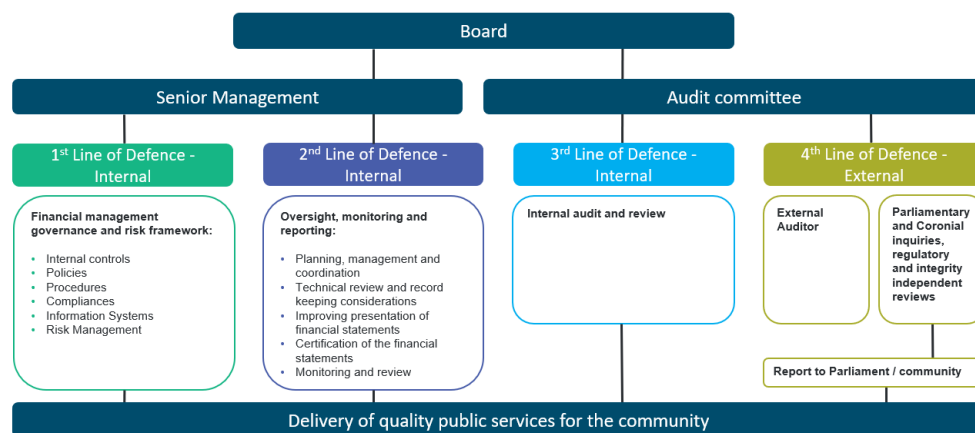 Board
Senior Management
Audit committee
1st Line of Defence -
Internal
2nd Line of Defence -
Internal
3rd Line of Defence -
Internal
4th Line of Defence -
External
Financial management
governance and risk framework:
• Internal controls
• Policies
• Procedures
• Compliances
• Information Systems
• Risk Management
Oversight, monitoring and
reporting:
• Planning, management and
coordination
• Technical review and record
keeping considerations
• Improving presentation of
financial statements
• Certification of the financial
statements
• Monitoring and review
Internal audit and review
External
Auditor
Parliamentary
and Coronial
inquiries,
regulatory
and integrity
independent
reviews
Report to Parliament / community
Delivery of quality public services for the community